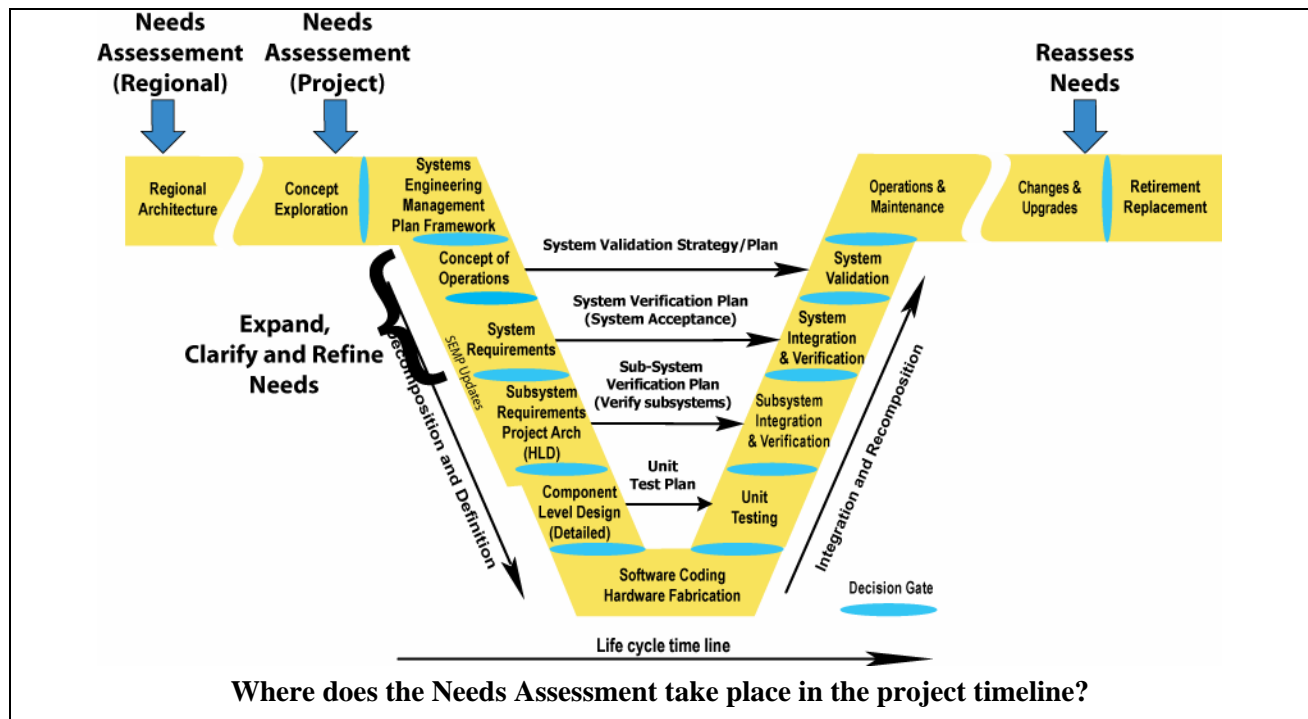 Needs
Assessement
(Regional)
Needs
Assessement
(Project)
Reassess
Needs
Regional
Architecture
Concept
Exploration
Systems
Engineering
Management
Plan Framework
Operations &
Maintenance
Changes &
Upgrades
Retirement
Replacement
Concept of
Operations
System Validation Strategy/Plan
System
Validation
Expand,
Clarify and Refine
Needs
Decomposition and Definition
SEMP Updates
System
Requirements
System Verification Plan
(System Acceptance)
System
Integration
& Verification
Subsystem
Requirements
Project Arch
(HLD)
Sub-System
Verification Plan
(Verify subsystems)
Subsystem
Integration
& Verification
Component
Level Design
(Detailed)
Unit
Test Plan
Unit
Testing
Integration and Recomposition
Software Coding
Hardware Fabrication
Decision Gate
Life cycle time line
Where does the Needs Assessment take place in the project timeline?